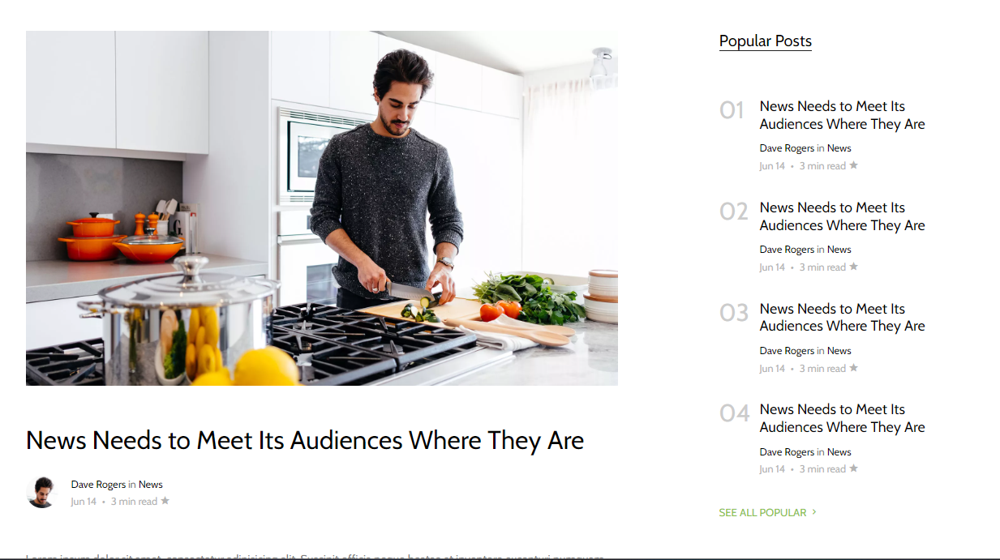 News Needs to Meet Its Audiences Where They Are
Dave Rogers in News
Jun 14 • 3 min read ★
Popular Posts
01
News Needs to Meet Its
Audiences Where They Are
Dave Rogers in News
Jun 14 • 3 min read ★
02
News Needs to Meet Its
Audiences Where They Are
Dave Rogers in News
Jun 14 • 3 min read ★
03
News Needs to Meet Its
Audiences Where They Are
Dave Rogers in News
Jun 14 • 3 min read ★
04
News Needs to Meet Its
Audiences Where They Are
Dave Rogers in News
Jun 14 • 3 min read ★
SEE ALL POPULAR >